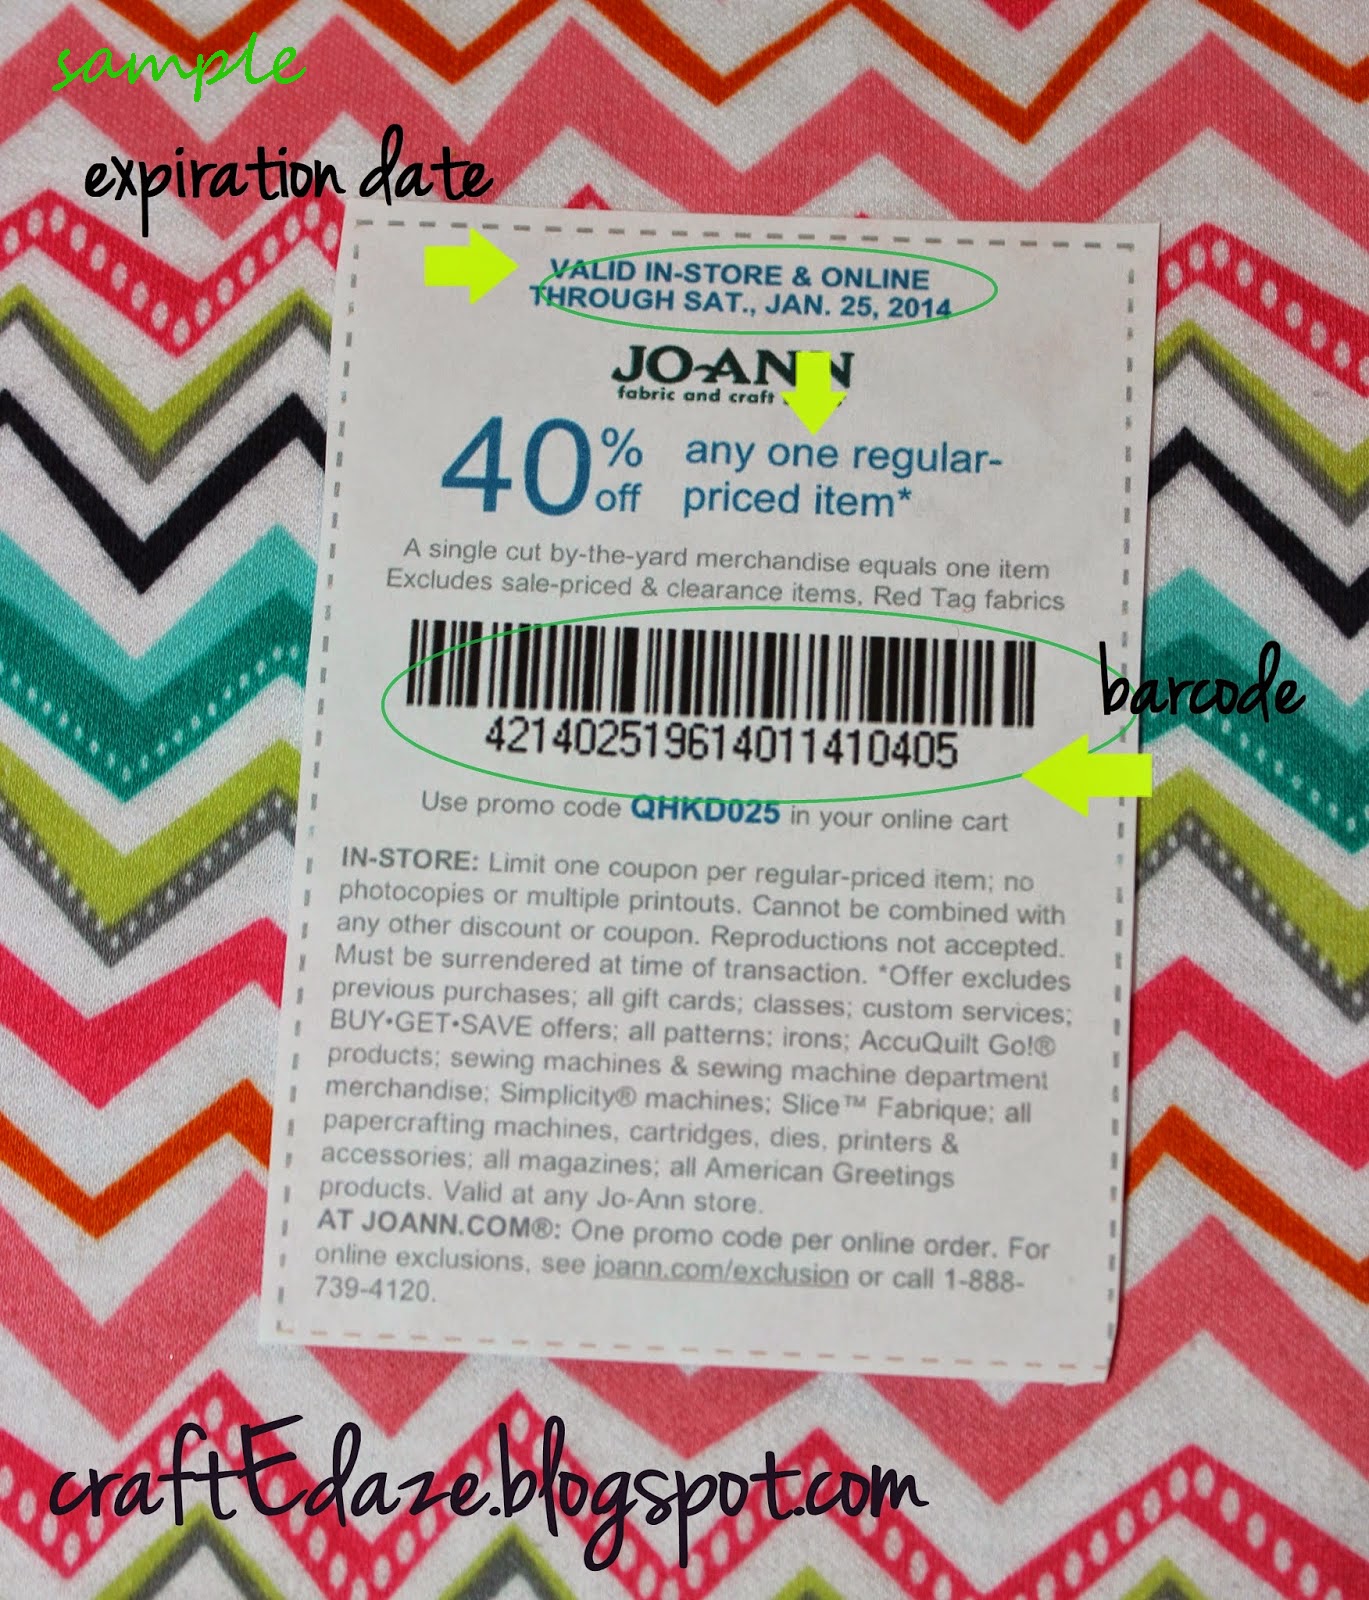 sample
expiration date
VALID IN-STORE & ONLINE
THROUGH SAT., JAN. 25, 2014
JO-ANN
fabric and craft
40% off any one regular-
priced item*
A single cut by-the-yard merchandise equals one item
Excludes sale-priced & clearance items, Red Tag fabrics
barcode
421402519614011410405
Use promo code QHKD025 in your online cart
IN-STORE: Limit one coupon per regular-priced item; no
photocopies or multiple printouts. Cannot be combined with
any other discount or coupon. Reproductions not accepted.
Must be surrendered at time of transaction. *Offer excludes
previous purchases; all gift cards; classes; custom services;
BUY•GET•SAVE offers; all patterns; irons; AccuQuilt Go!®
products; sewing machines & sewing machine department
merchandise; Simplicity® machines; Slice™ Fabrique; all
papercrafting machines, cartridges, dies, printers &
accessories; all magazines; all American Greetings
products. Valid at any Jo-Ann store.
AT JOANN.COM®: One promo code per online order. For
online exclusions, see joann.com/exclusion or call 1-888-
739-4120.
craftEdaze.blogspot.com